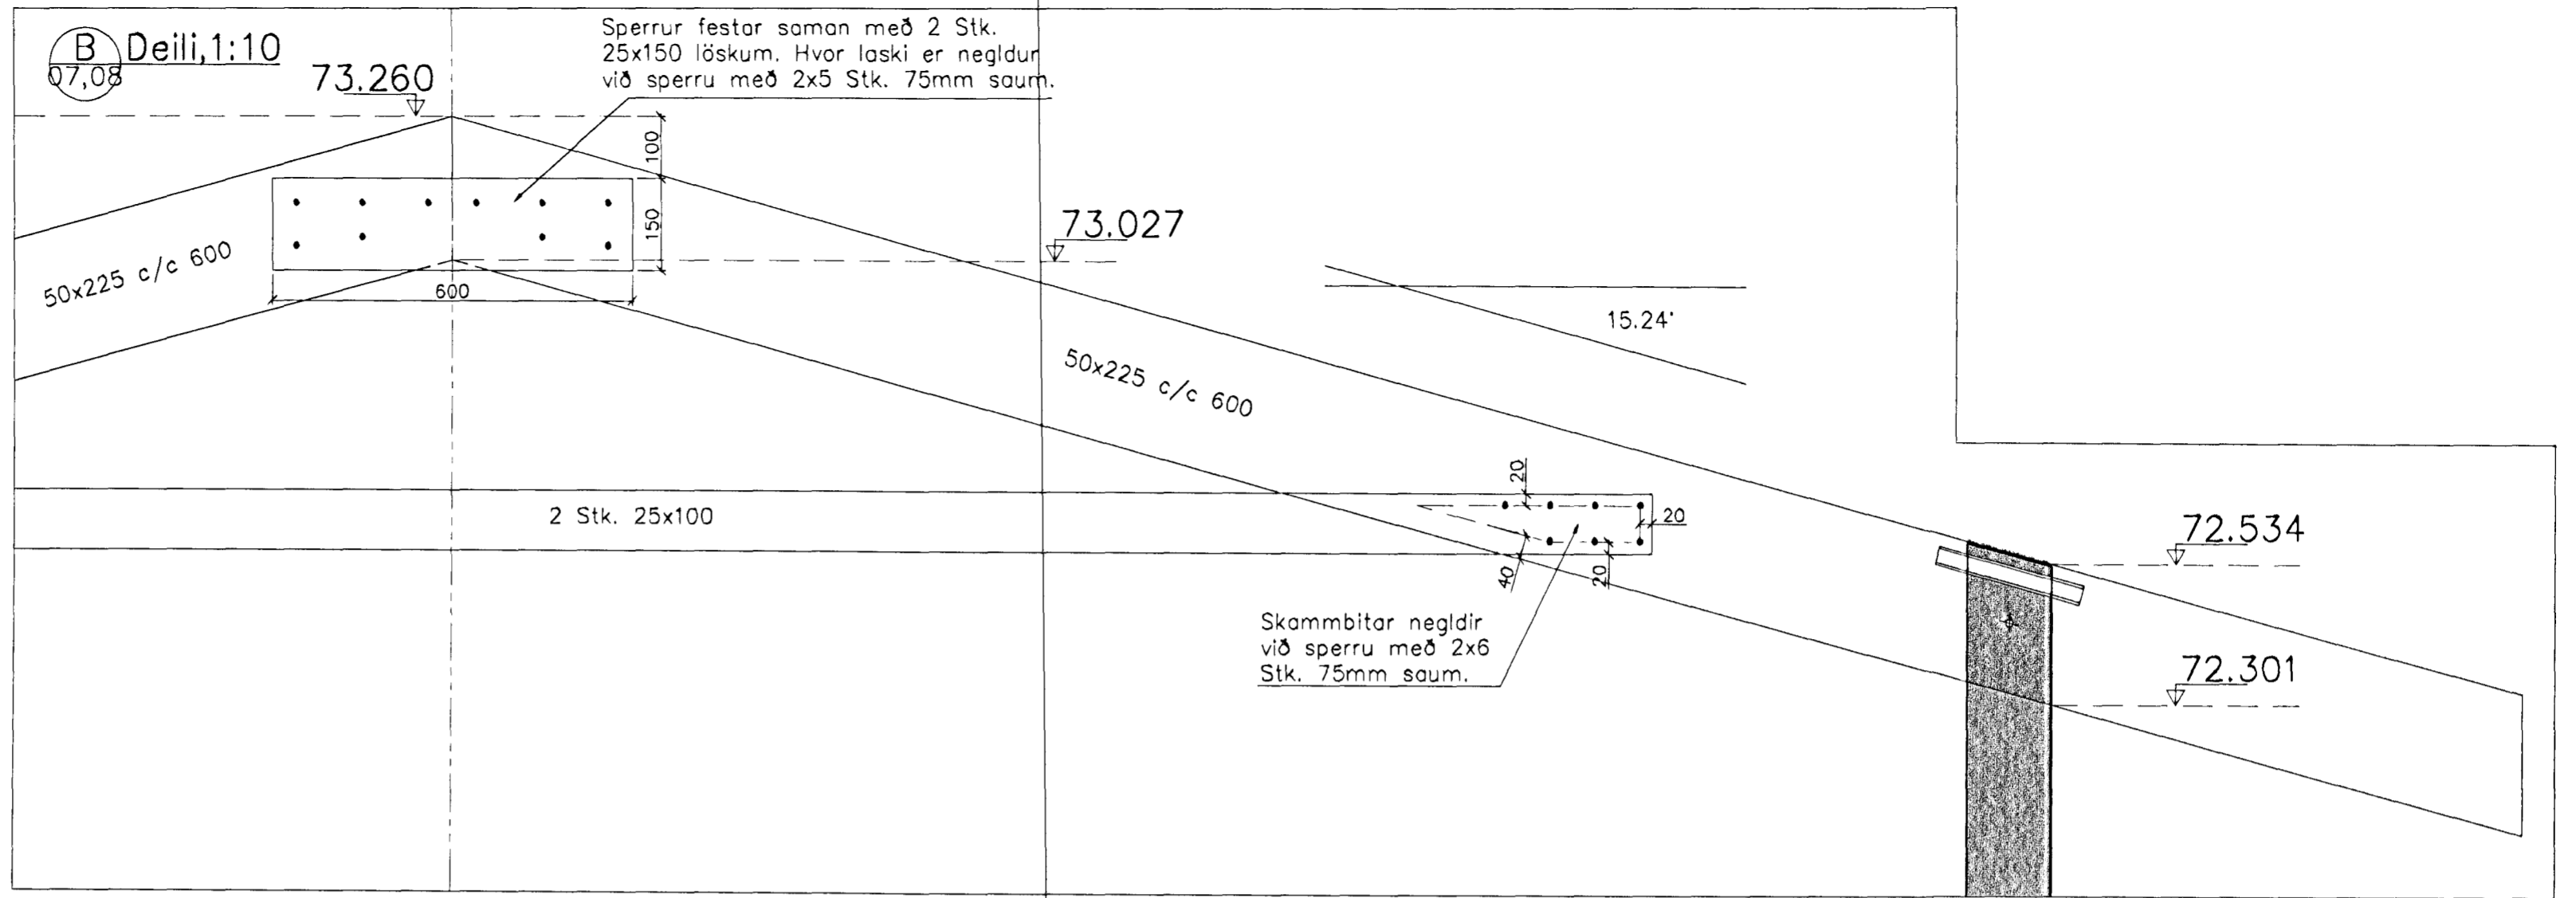 B Deili,1:10
07,08
73.260
Sperrur festar saman með 2 Stk.
25x150 löskum. Hvor laski er negldur
við sperru með 2x5 Stk. 75mm saum.
100
150
600
50x225 c/c 600
73.027
15.24°
50x225 c/c 600
2 Stk. 25x100
20
20
40
20
Skammbitar negldir
við sperru með 2x6
Stk. 75mm saum.
72.534
72.301